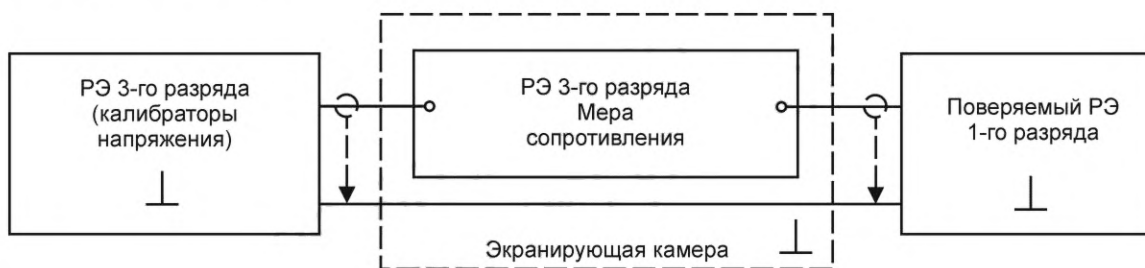 РЭ 3-го разряда
(калибраторы
напряжения)
РЭ 3-го разряда
Мера
сопротивления
Поверяемый РЭ
1-го разряда
Экранирующая камера